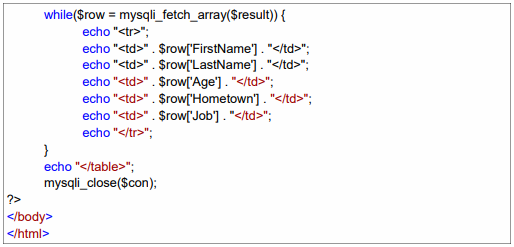 while($row = mysqli_fetch_array($result)) {
echo "<tr>";
echo "<td>" . $row['FirstName'] . "</td>";
echo "<td>" . $row['LastName'] . "</td>";
echo "<td>" . $row['Age'] . "</td>";
echo "<td>" . $row['Hometown'] . "</td>";
echo "<td>" . $row['Job'] . "</td>";
echo "</tr>";
}
echo "</table>";
mysqli_close($con);
?>
</body>
</html>